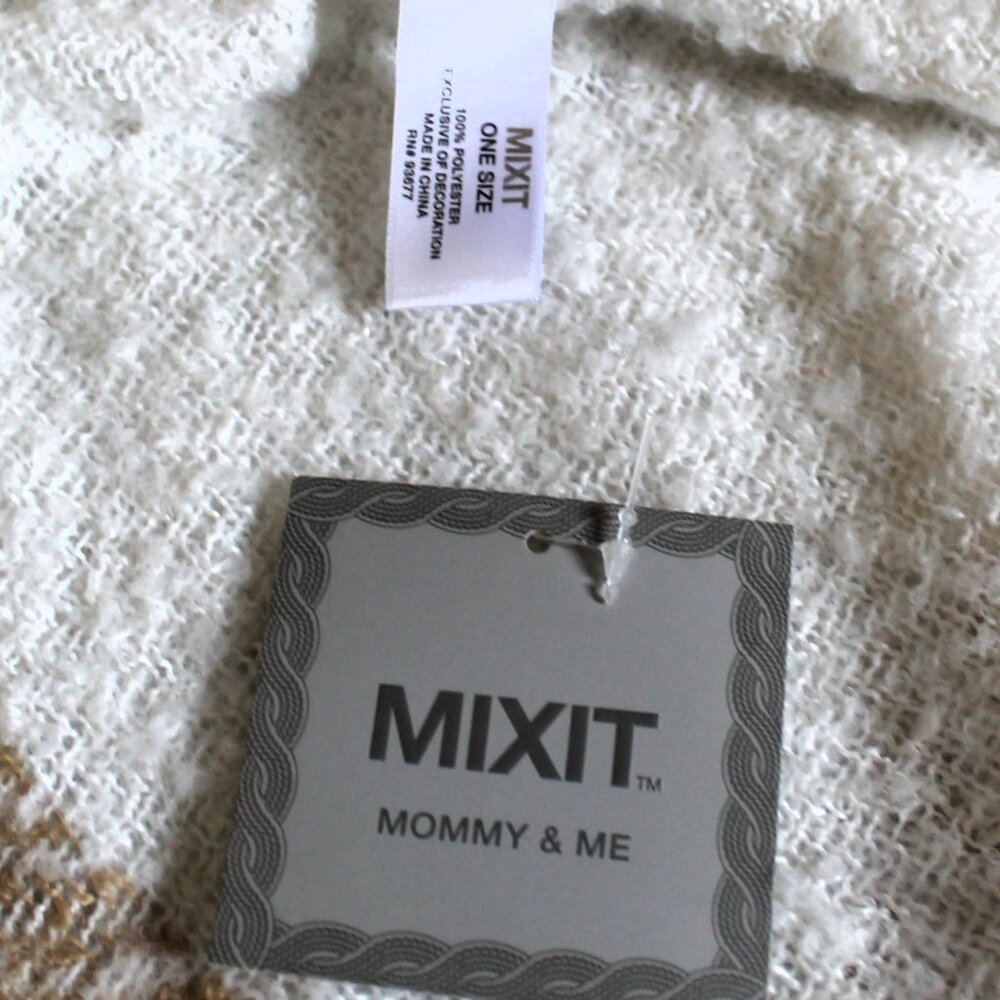 MIXIT
ONE SIZE
100% POLYESTER
EXCLUSIVE OF DECORATION
MADE IN CHINA
RN# 93677
MIXIT™
MOMMY & ME